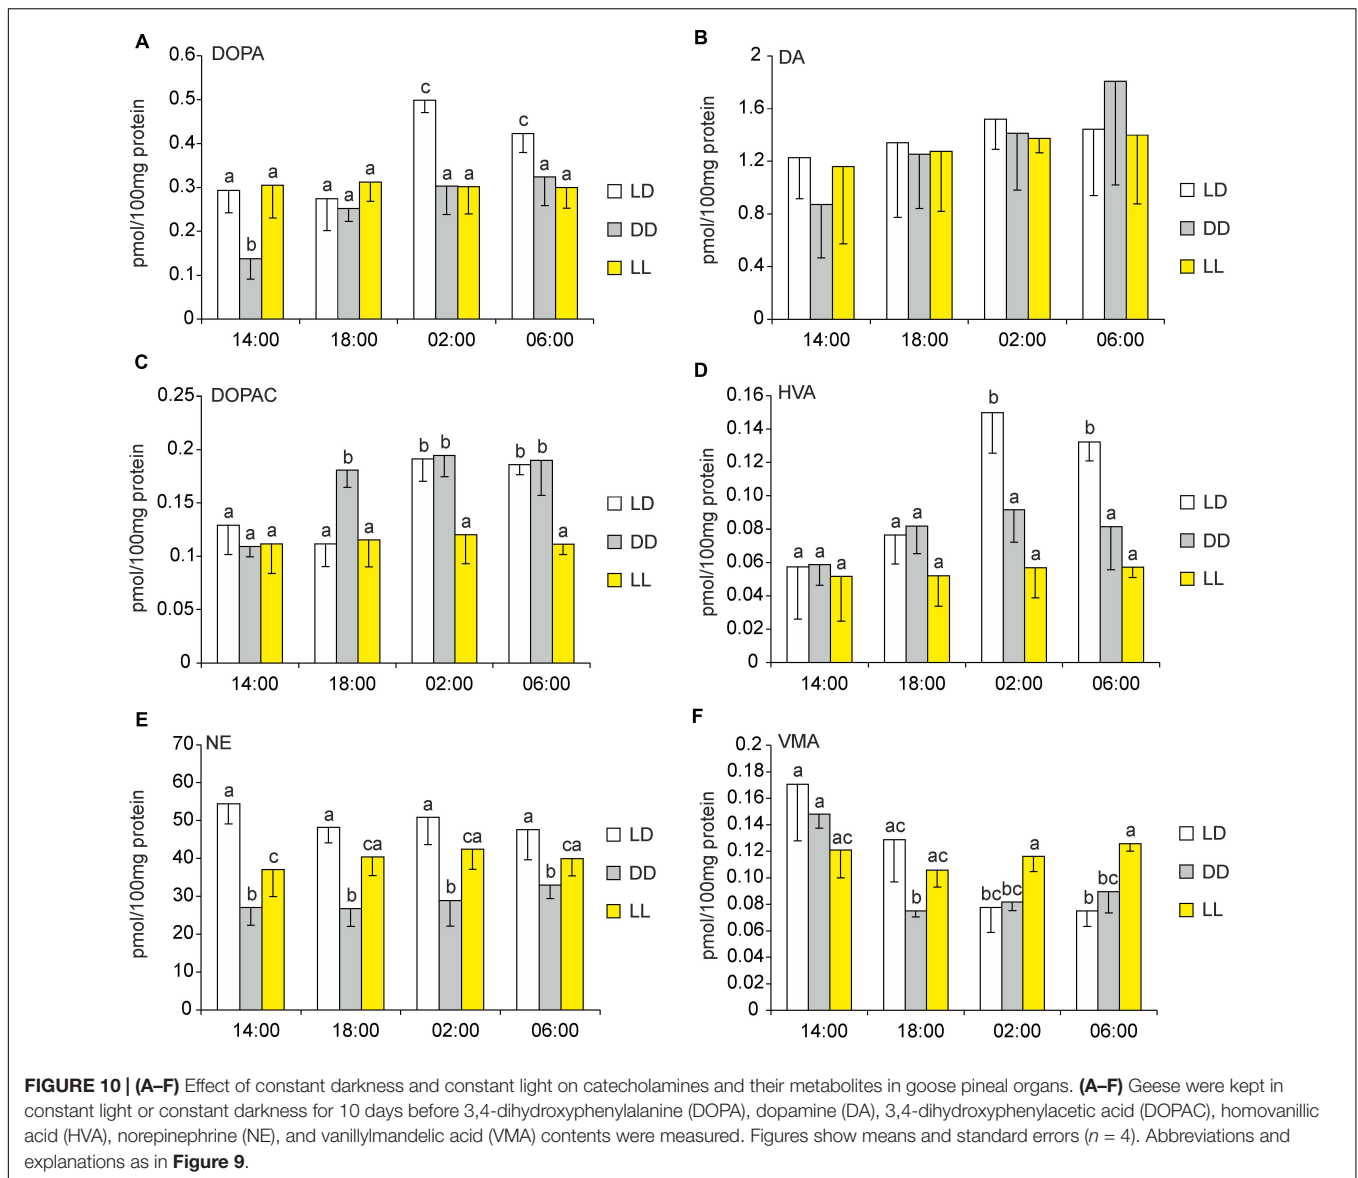 A
DOPA
pmol/100mg protein
0.6
0.5
0.4
0.3
0.2
0.1
0
a b a
a a a
c a a
c a a
14:00 18:00 02:00 06:00
LD
DD
LL
B
DA
pmol/100mg protein
2
1.6
1.2
0.8
0.4
0
14:00 18:00 02:00 06:00
LD
DD
LL
C
DOPAC
pmol/100mg protein
0.25
0.2
0.15
0.1
0.05
0
a a a
a b a
b b a
b b a
14:00 18:00 02:00 06:00
LD
DD
LL
D
HVA
pmol/100mg protein
0.16
0.14
0.12
0.10
0.08
0.06
0.04
0.02
0
a a a
a a a
b a a
b a a
14:00 18:00 02:00 06:00
LD
DD
LL
E
NE
pmol/100mg protein
70
60
50
40
30
20
10
0
a b c
a b ca
a b ca
a b ca
14:00 18:00 02:00 06:00
LD
DD
LL
F
VMA
pmol/100mg protein
0.2
0.18
0.16
0.14
0.12
0.10
0.08
0.06
0.04
0.02
0
a a ac
ac b ac
bc bc a
b bc a
14:00 18:00 02:00 06:00
LD
DD
LL
FIGURE 10 | (A–F) Effect of constant darkness and constant light on catecholamines and their metabolites in goose pineal organs. (A–F) Geese were kept in
constant light or constant darkness for 10 days before 3,4-dihydroxyphenylalanine (DOPA), dopamine (DA), 3,4-dihydroxyphenylacetic acid (DOPAC), homovanillic
acid (HVA), norepinephrine (NE), and vanillylmandelic acid (VMA) contents were measured. Figures show means and standard errors (n = 4). Abbreviations and
explanations as in Figure 9.